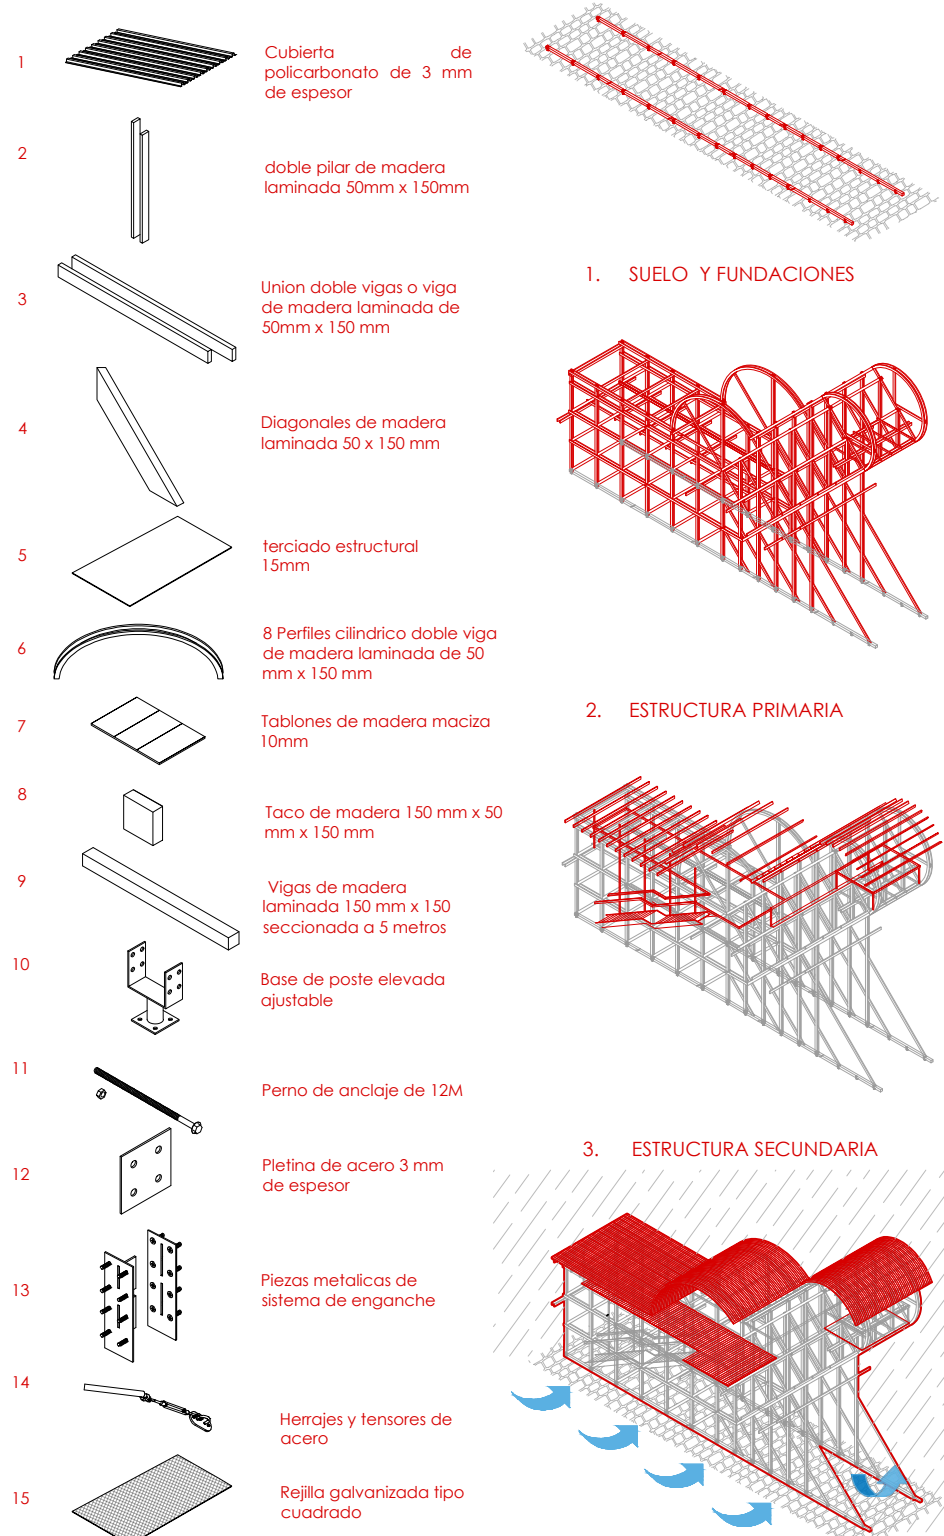 1
Cubierta de
policarbonato de 3 mm
de espesor
2
doble pilar de madera
laminada 50mm x 150mm
3
Union doble vigas o viga
de madera laminada de
50mm x 150 mm
4
Diagonales de madera
laminada 50 x 150 mm
5
terciado estructural
15mm
6
8 Perfiles cilindrico doble viga
de madera laminada de 50
mm x 150 mm
7
Tablones de madera maciza
10mm
8
Taco de madera 150 mm x 50
mm x 150 mm
9
Vigas de madera
laminada 150 mm x 150
seccionada a 5 metros
10
Base de poste elevada
ajustable
11
Perno de anclaje de 12M
12
Pletina de acero 3 mm
de espesor
13
Piezas metalicas de
sistema de enganche
14
Herrajes y tensores de
acero
15
Rejilla galvanizada tipo
cuadrado
1. SUELO Y FUNDACIONES
2. ESTRUCTURA PRIMARIA
3. ESTRUCTURA SECUNDARIA